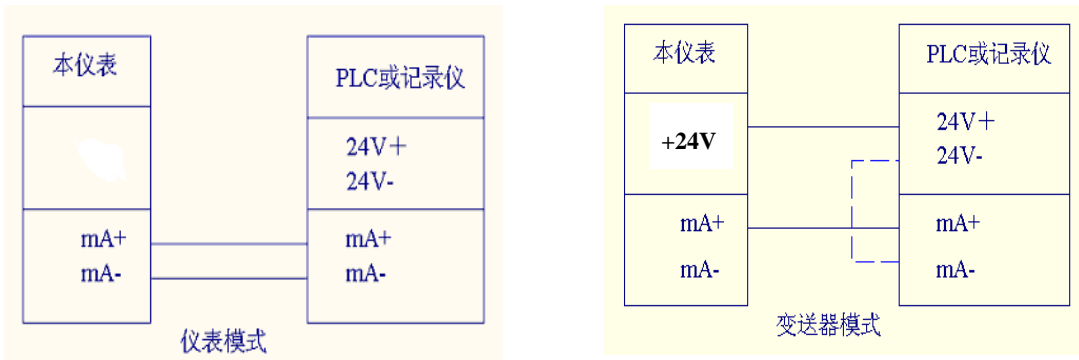 本仪表
PLC或记录仪
24V＋
24V-
mA+
mA-
mA+
mA-
仪表模式
本仪表
PLC或记录仪
+24V
24V＋
24V-
mA+
mA-
mA+
mA-
变送器模式